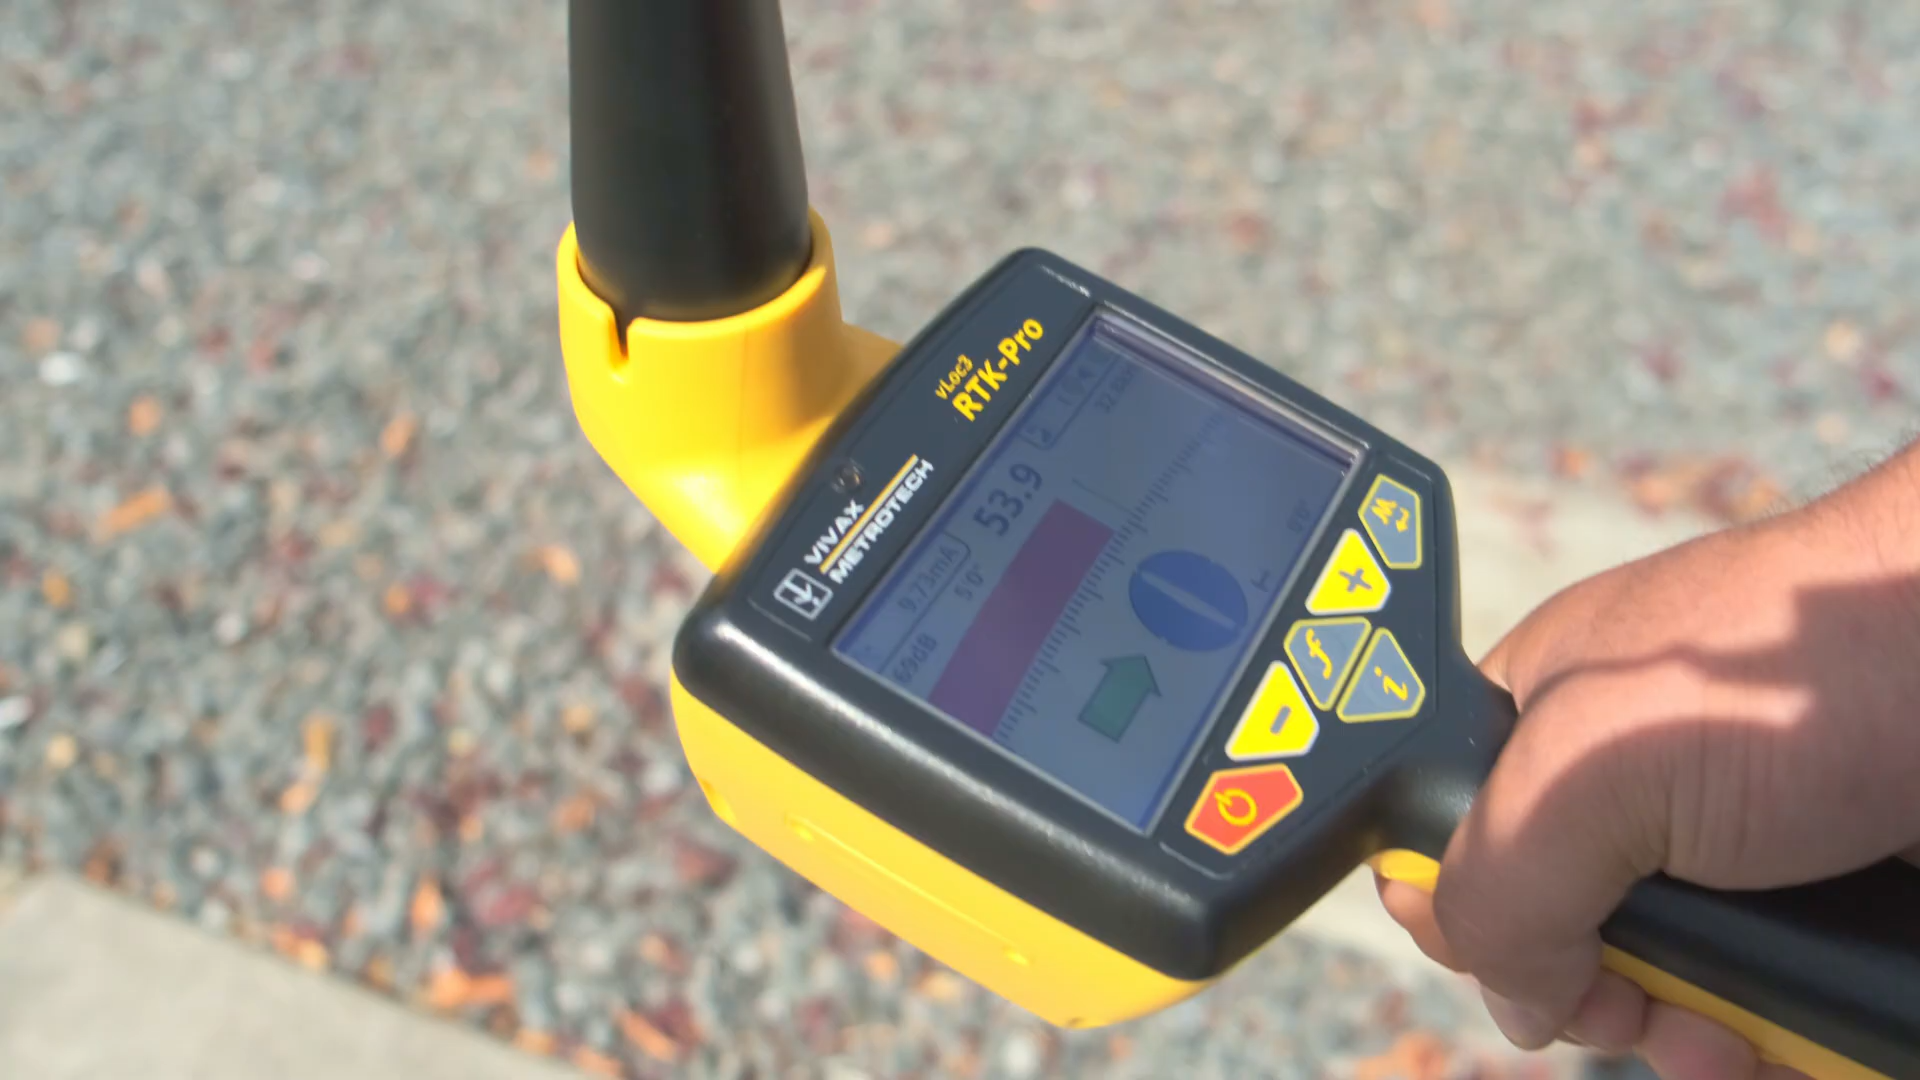 VIVAX
METROTECH
vLoc3
RTK-Pro
69dB
9.73mA
5'0"
53.9
M
+
f
i
-